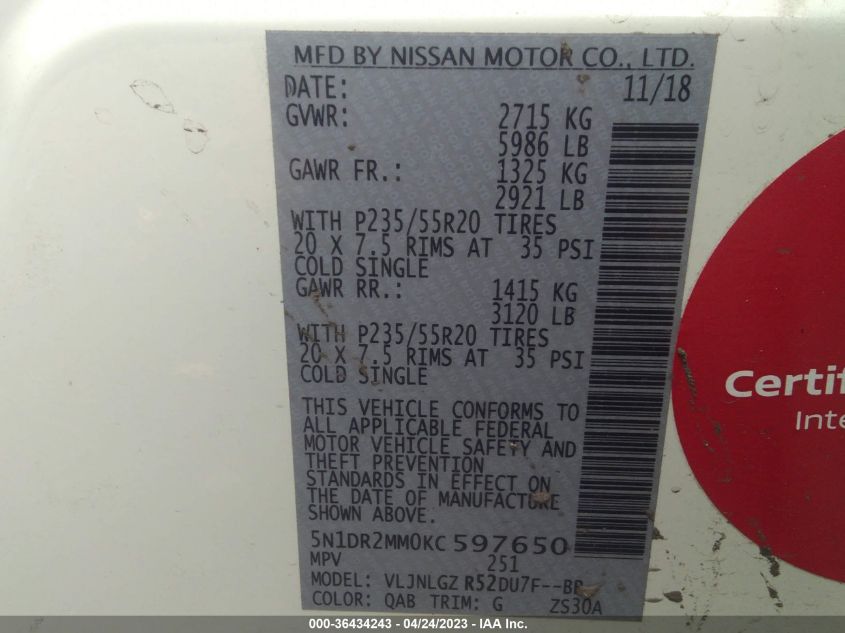 MFD BY NISSAN MOTOR CO., LTD.
DATE: 11/18
GVWR: 2715 KG
5986 LB
GAWR FR.: 1325 KG
2921 LB
WITH P235/55R20 TIRES
20 X 7.5 RIMS AT 35 PSI
COLD SINGLE
GAWR RR.: 1415 KG
3120 LB
WITH P235/55R20 TIRES
20 X 7.5 RIMS AT 35 PSI
COLD SINGLE
THIS VEHICLE CONFORMS TO
ALL APPLICABLE FEDERAL
MOTOR VEHICLE SAFETY AND
THEFT PREVENTION
STANDARDS IN EFFECT ON
THE DATE OF MANUFACTURE
SHOWN ABOVE.
5N1DR2MM0KC 597650
MPV 251
MODEL: VLJNLGZ R52DU7F--BR
COLOR: QAB TRIM: G ZS30A
Certif
Inte
000-36434243 - 04/24/2023 - IAA Inc.